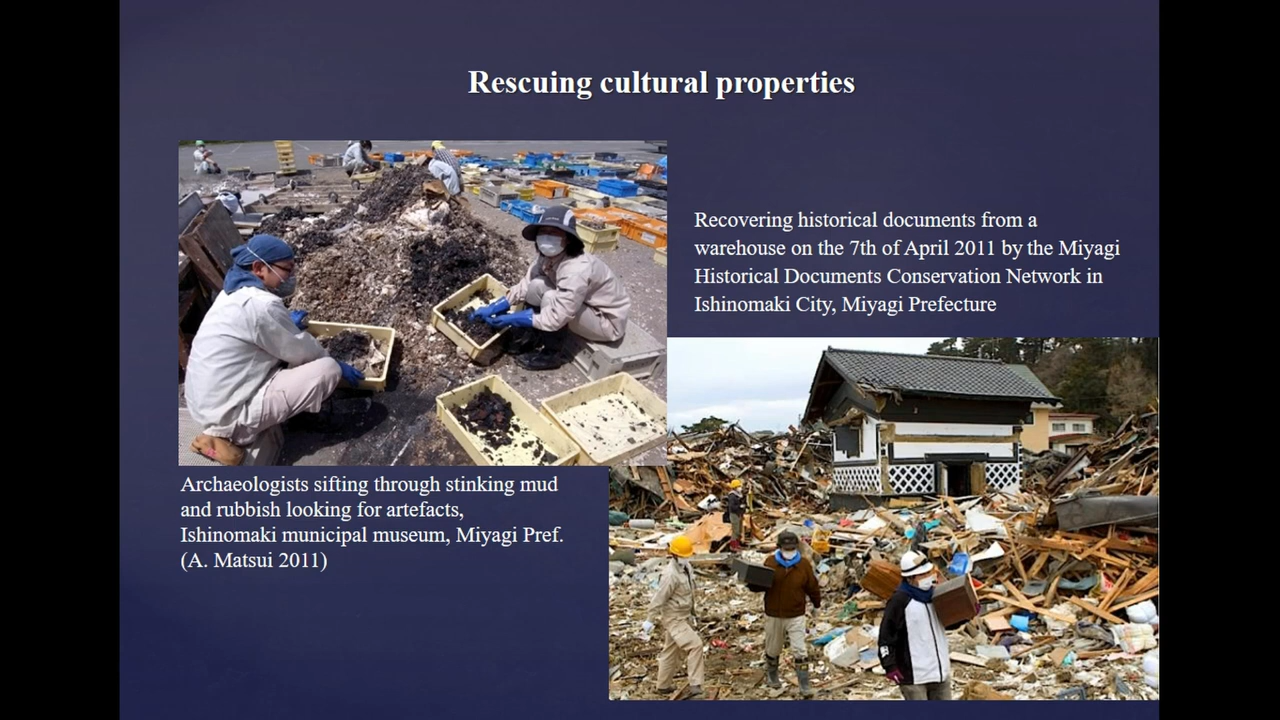 Rescuing cultural properties
Recovering historical documents from a
warehouse on the 7th of April 2011 by the Miyagi
Historical Documents Conservation Network in
Ishinomaki City, Miyagi Prefecture
Archaeologists sifting through stinking mud
and rubbish looking for artefacts,
Ishinomaki municipal museum, Miyagi Pref.
(A. Matsui 2011)